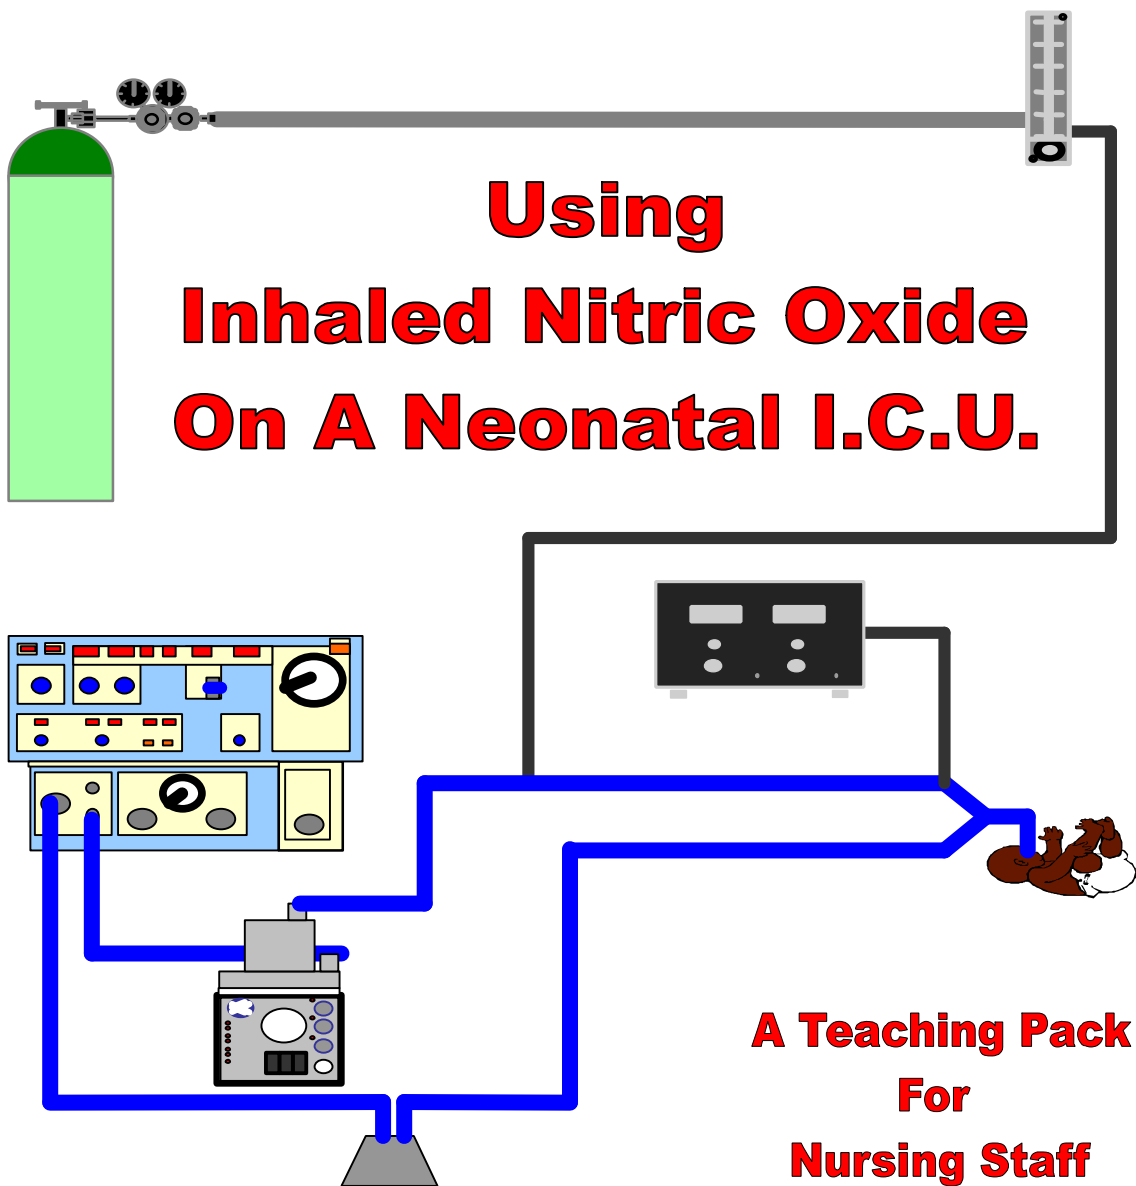 Using
Inhaled Nitric Oxide
On A Neonatal I.C.U.
A Teaching Pack
For
Nursing Staff